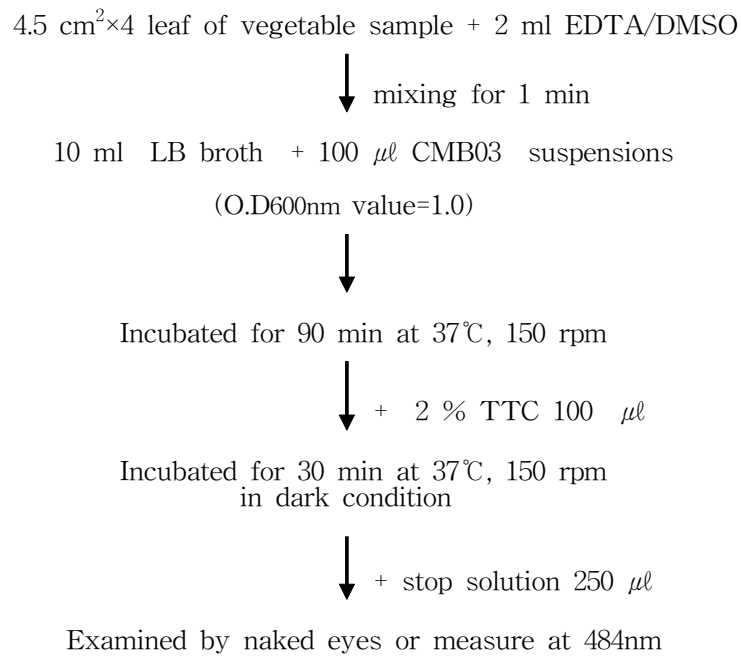 4.5 cm²×4 leaf of vegetable sample + 2 ml EDTA/DMSO
mixing for 1 min
10 ml LB broth + 100 ㎕ CMB03 suspensions
(O.D600nm value=1.0)
Incubated for 90 min at 37℃, 150 rpm
+ 2 % TTC 100 ㎕
Incubated for 30 min at 37℃, 150 rpm
in dark condition
+ stop solution 250 ㎕
Examined by naked eyes or measure at 484nm